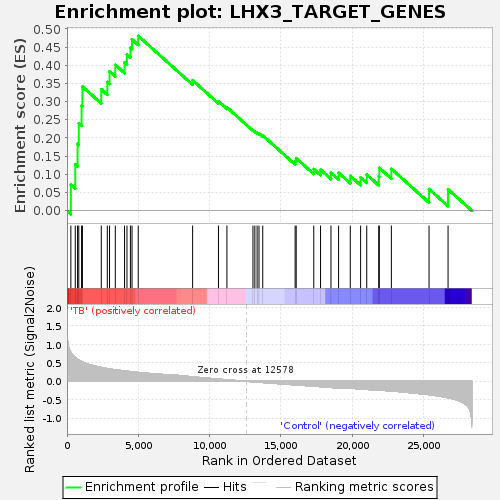 Enrichment plot: LHX3_TARGET_GENES
Enrichment score (ES)
0.50
0.45
0.40
0.35
0.30
0.25
0.20
0.15
0.10
0.05
0.00
'TB' (positively correlated)
Ranked list metric (Signal2Noise)
2.0
1.5
1.0
0.5
0.0
-0.5
-1.0
Zero cross at 12578
'Control' (negatively correlated)
0 5,000 10,000 15,000 20,000 25,000
Rank in Ordered Dataset
Enrichment profile Hits Ranking metric scores